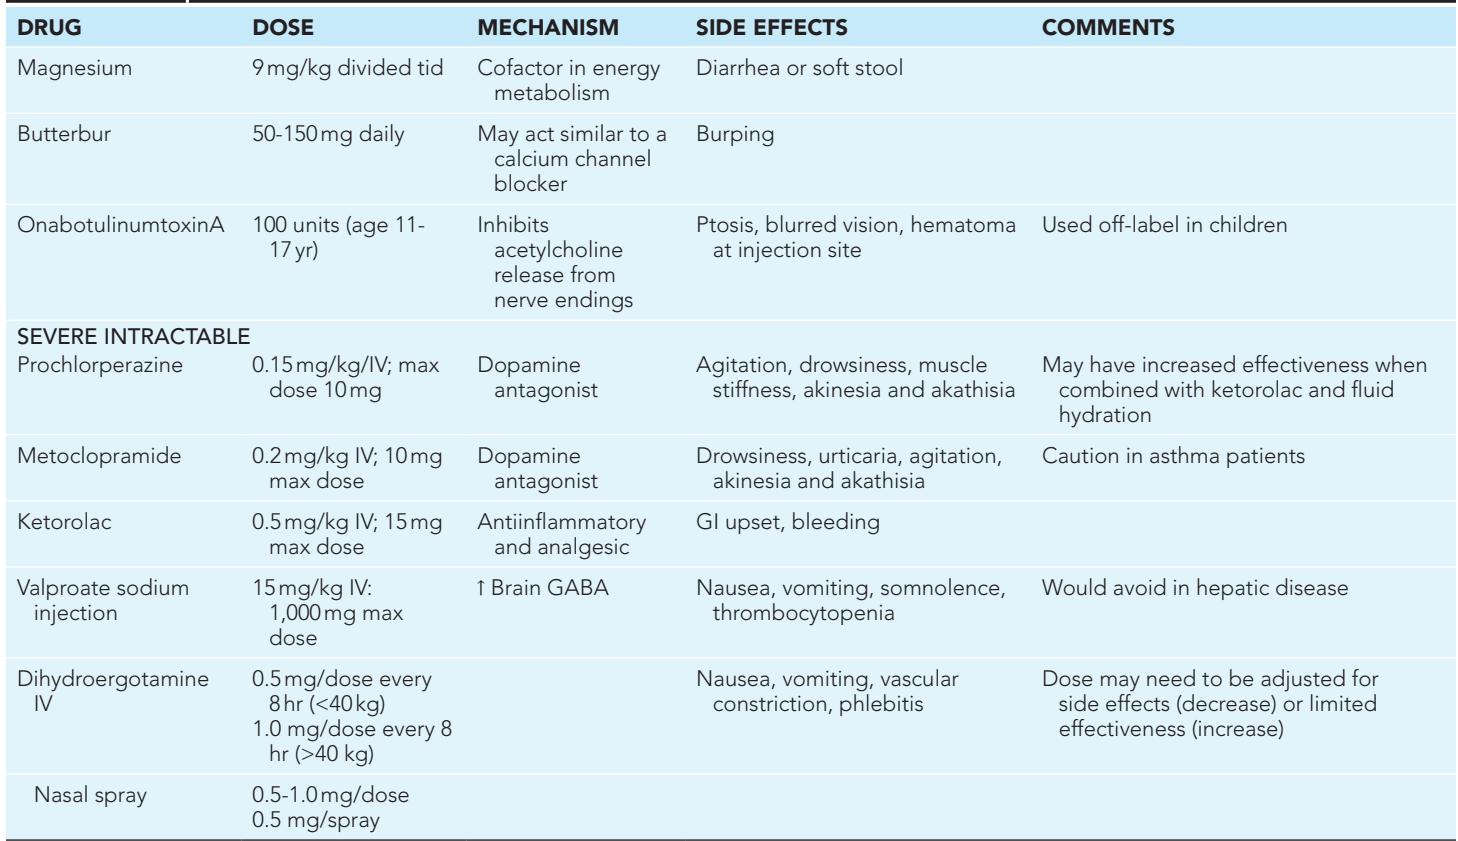 DRUG DOSE MECHANISM SIDE EFFECTS COMMENTS
Magnesium 9 mg/kg divided tid Cofactor in energy Diarrhea or soft stool
metabolism
Butterbur 50-150 mg daily May act similar to a Burping
calcium channel
blocker
OnabotulinumtoxinA 100 units (age 11- Inhibits Ptosis, blurred vision, hematoma Used off-label in children
17 yr) acetylcholine at injection site
release from
nerve endings
SEVERE INTRACTABLE
Prochlorperazine 0.15 mg/kg/IV; max Dopamine Agitation, drowsiness, muscle May have increased effectiveness when
dose 10 mg antagonist stiffness, akinesia and akathisia combined with ketorolac and fluid
hydration
Metoclopramide 0.2 mg/kg IV; 10 mg Dopamine Drowsiness, urticaria, agitation, Caution in asthma patients
max dose antagonist akinesia and akathisia
Ketorolac 0.5 mg/kg IV; 15 mg Antiinflammatory GI upset, bleeding
max dose and analgesic
Valproate sodium 15 mg/kg IV: ↑ Brain GABA Nausea, vomiting, somnolence, Would avoid in hepatic disease
injection 1,000 mg max thrombocytopenia
dose
Dihydroergotamine 0.5 mg/dose every Nausea, vomiting, vascular Dose may need to be adjusted for
IV 8 hr (<40 kg) constriction, phlebitis side effects (decrease) or limited
1.0 mg/dose every 8 effectiveness (increase)
hr (>40 kg)
Nasal spray 0.5-1.0 mg/dose
0.5 mg/spray